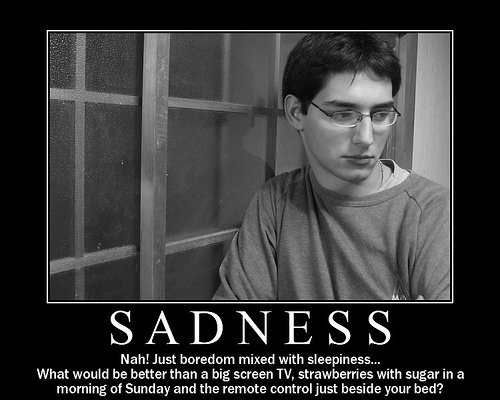 SADNESS
Nah! Just boredom mixed with sleepiness...
What would be better than a big screen TV, strawberries with sugar in a
morning of Sunday and the remote control just beside your bed?